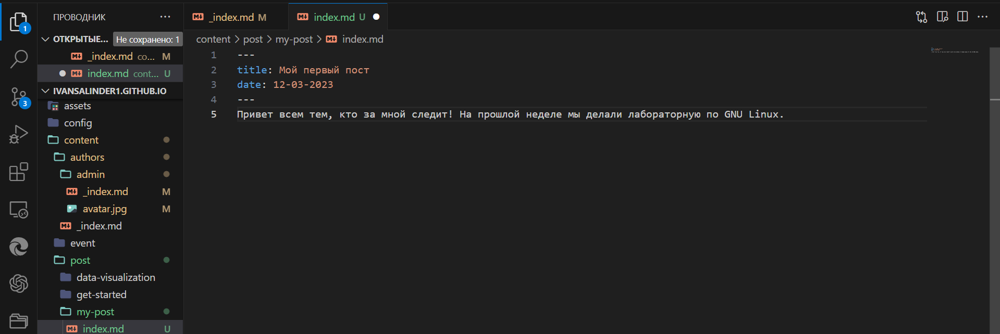 ПРОВОДНИК
_index.md M
index.md U
1
ОТКРЫТЫЕ... Не сохранено: 1
content > post > my-post > index.md
_index.md co... M
index.md cont... U
IVANSALINDER1.GITHUB.IO
3
assets
config
content
authors
admin
_index.md M
avatar.jpg M
_index.md
event
post
data-visualization
get-started
my-post
index.md U
1 ---
2 title: Мой первый пост
3 date: 12-03-2023
4 ---
5 Привет всем тем, кто за мной следит! На прошлой неделе мы делали лабораторную по GNU Linux.